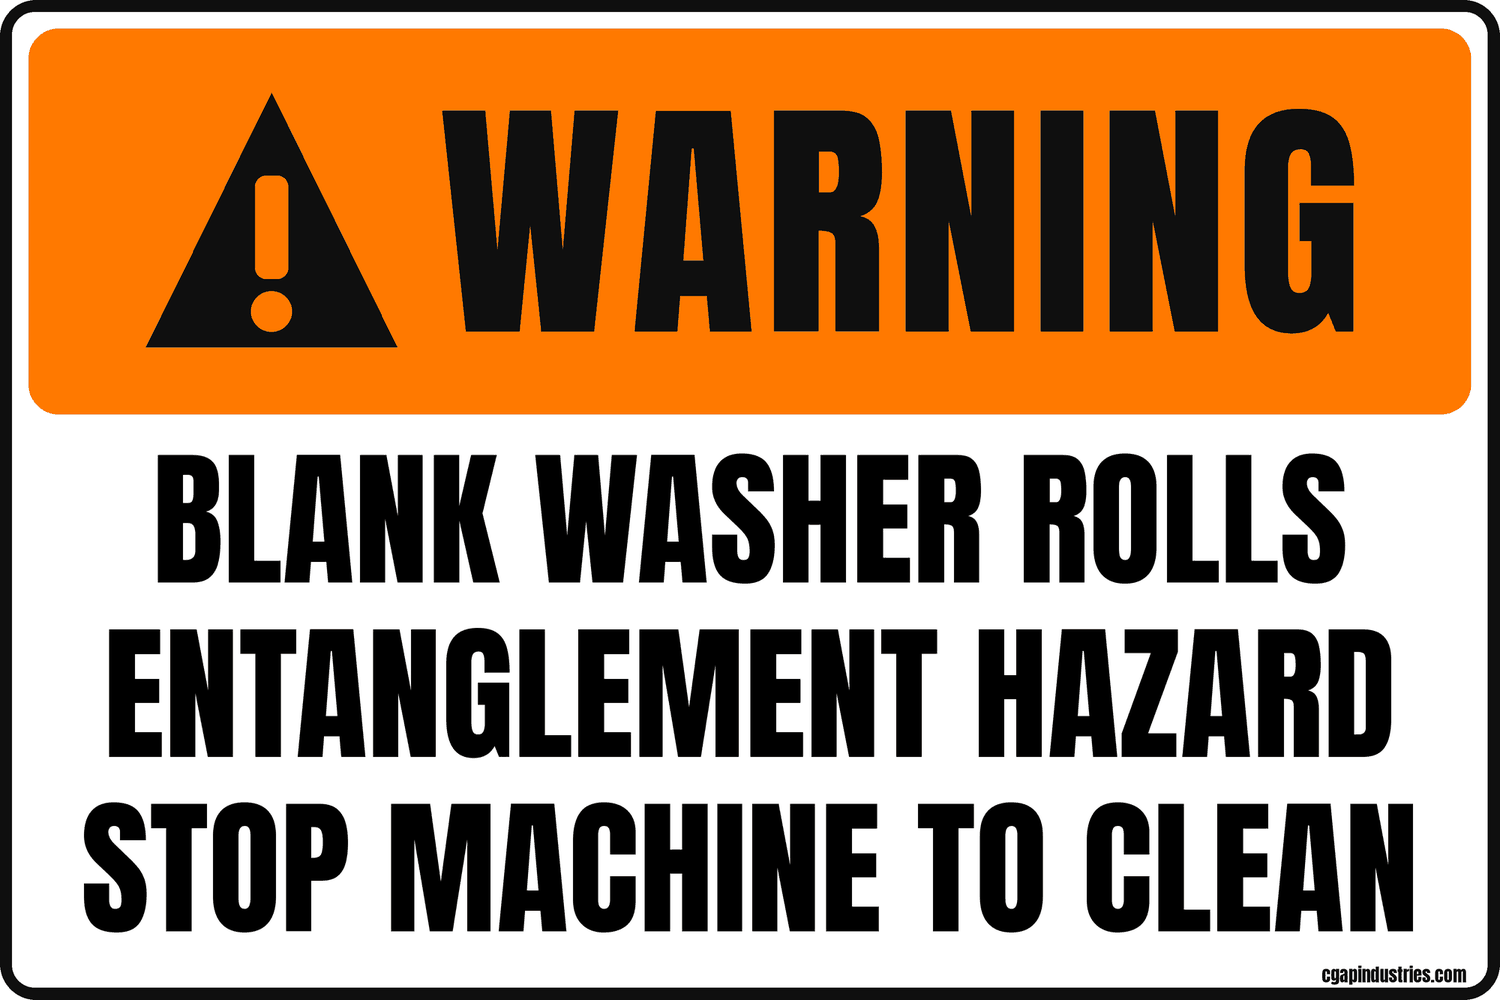 WARNING
BLANK WASHER ROLLS
ENTANGLEMENT HAZARD
STOP MACHINE TO CLEAN
cgapindustries.com